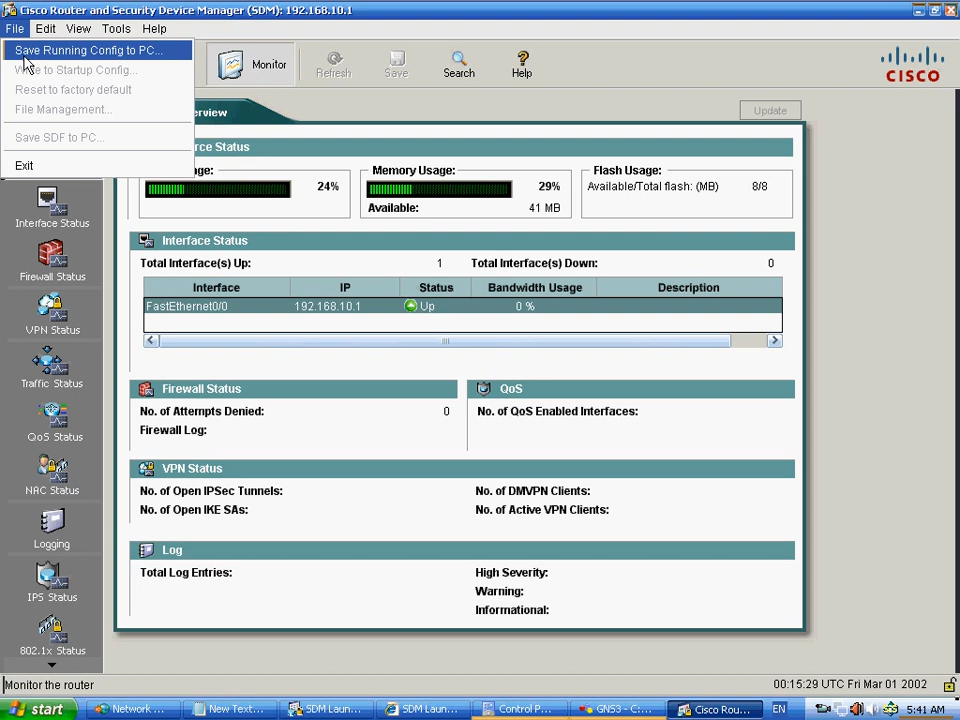 Cisco Router and Security Device Manager (SDM): 192.168.10.1
File Edit View Tools Help
Save Running Config to PC...
to Startup Config...
Reset to factory default
File Management...
Save SDF to PC...
Exit
Monitor
Refresh
Save
Search
Help
CISCO
Update
Interface Status
Firewall Status
VPN Status
Traffic Status
QoS Status
NAC Status
Logging
IPS Status
802.1x Status
Status
24%
Memory Usage:
29%
Available: 41 MB
Flash Usage:
Available/Total flash: (MB) 8/8
Interface Status
Total Interface(s) Up: 1 Total Interface(s) Down: 0
Interface IP Status Bandwidth Usage Description
FastEthernet0/0 192.168.10.1 Up 0 %
Firewall Status
No. of Attempts Denied: 0
Firewall Log:
QoS
No. of QoS Enabled Interfaces:
VPN Status
No. of Open IPSec Tunnels: No. of DMVPN Clients:
No. of Open IKE SAs: No. of Active VPN Clients:
Log
Total Log Entries: High Severity:
Warning:
Informational:
Monitor the router
00:15:29 UTC Fri Mar 01 2002
start
Network ...
New Text...
SDM Laun...
SDM Laun...
Control P...
GNS3 - C:...
Cisco Rou...
EN
5:41 AM